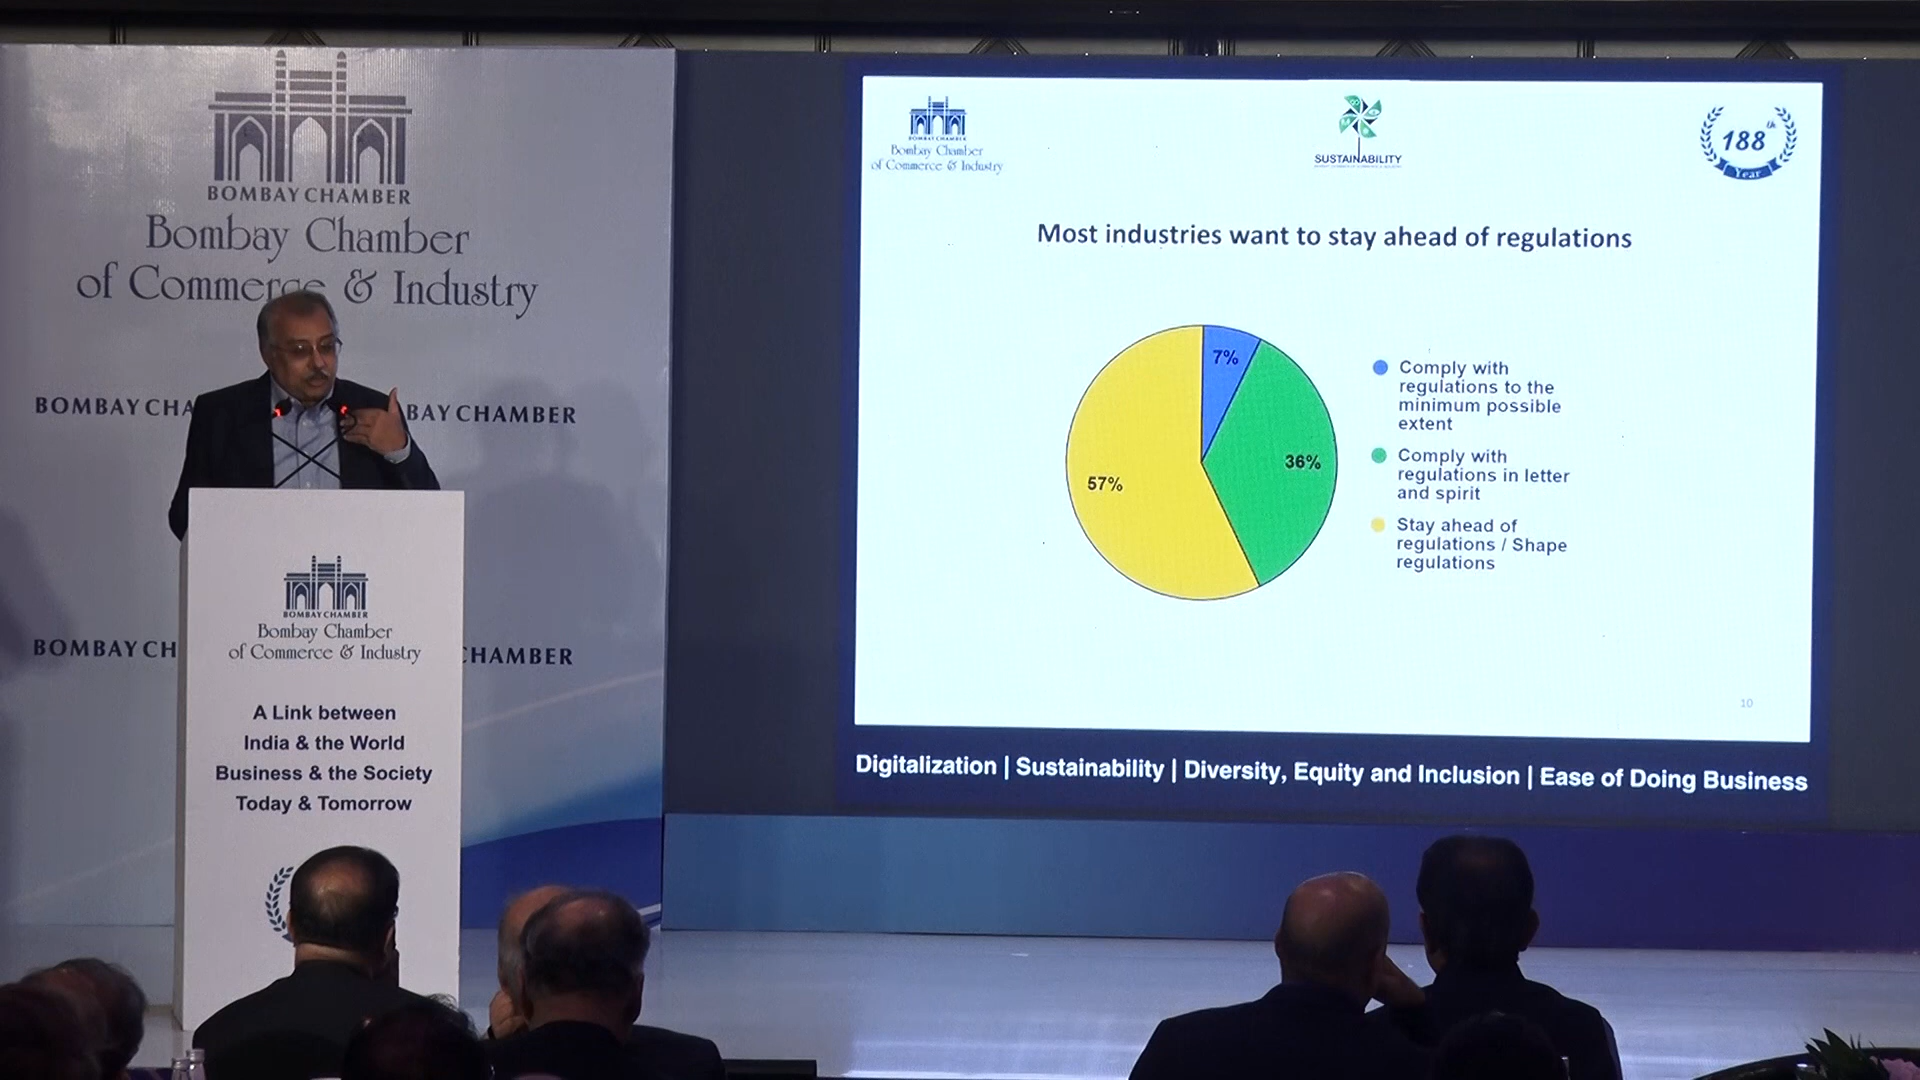 BOMBAY CHAMBER
Bombay Chamber
of Commerce & Industry
BOMBAY CHA
BAY CHAMBER
BOMBAY CH
CHAMBER
BOMBAY CHAMBER
Bombay Chamber
of Commerce & Industry
A Link between
India & the World
Business & the Society
Today & Tomorrow
BOMBAY CHAMBER
Bombay Chamber
of Commerce & Industry
SUSTAINABILITY
188th
Year
Most industries want to stay ahead of regulations
7%
36%
57%
Comply with
regulations to the
minimum possible
extent
Comply with
regulations in letter
and spirit
Stay ahead of
regulations / Shape
regulations
10
Digitalization | Sustainability | Diversity, Equity and Inclusion | Ease of Doing Business